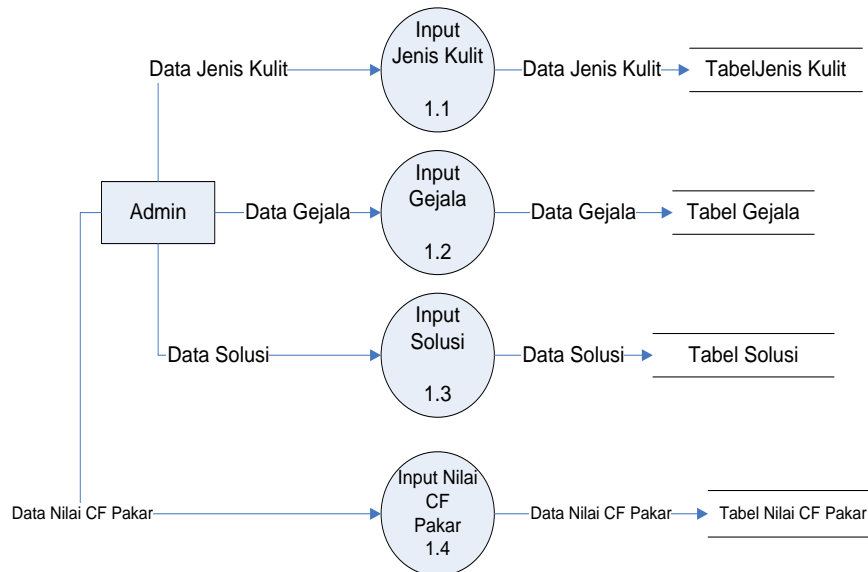 Input
Jenis Kulit
1.1
Data Jenis Kulit
Data Jenis Kulit
TabelJenis Kulit
Admin
Data Gejala
Input
Gejala
1.2
Data Gejala
Tabel Gejala
Data Solusi
Input
Solusi
1.3
Data Solusi
Tabel Solusi
Data Nilai CF Pakar
Input Nilai
CF
Pakar
1.4
Data Nilai CF Pakar
Tabel Nilai CF Pakar